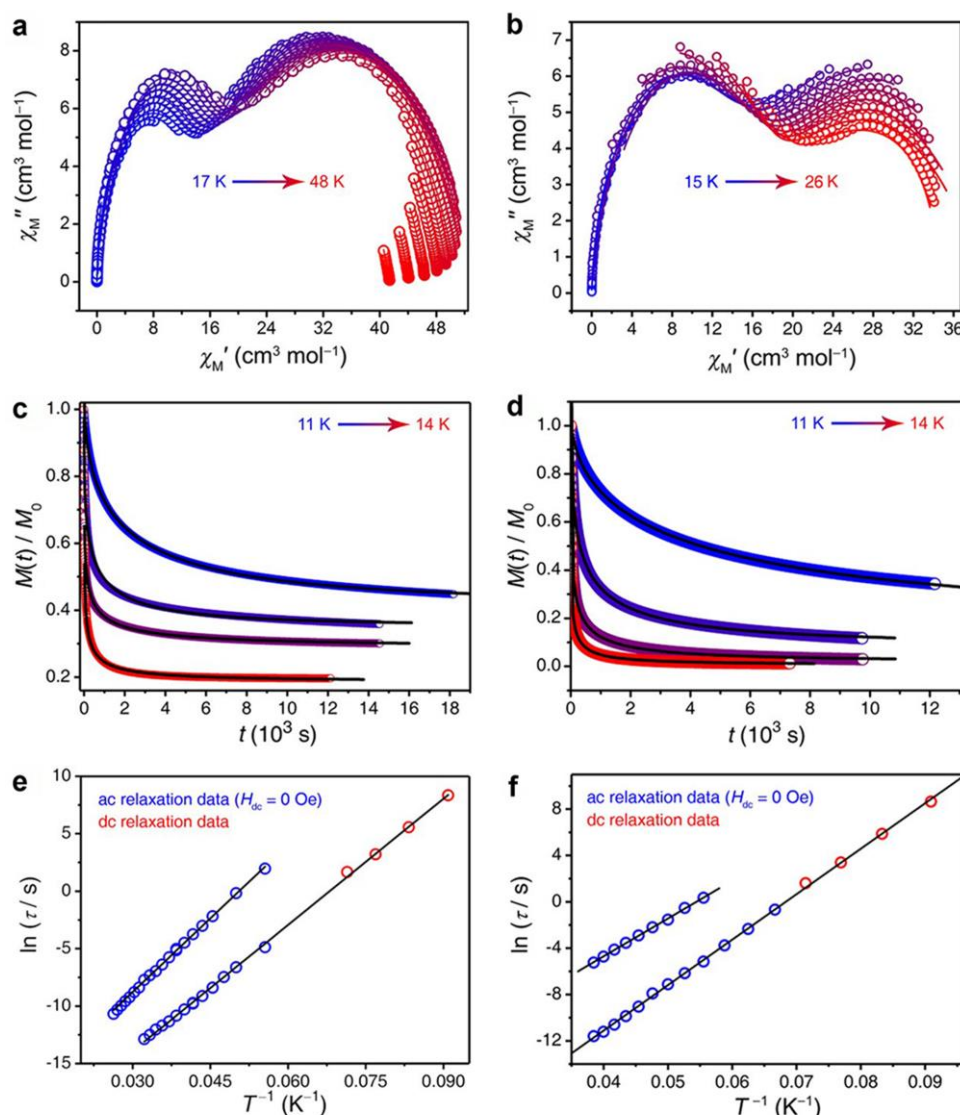 a
8
6
4
2
0
χM″ (cm³ mol⁻¹)
17 K → 48 K
0 8 16 24 32 40 48
χM′ (cm³ mol⁻¹)
b
7
6
5
4
3
2
1
0
χM″ (cm³ mol⁻¹)
15 K → 26 K
0 4 8 12 16 20 24 28 32 36
χM′ (cm³ mol⁻¹)
c
1.0
0.8
0.6
0.4
0.2
M(t) / M₀
11 K → 14 K
0 2 4 6 8 10 12 14 16 18
t (10³ s)
d
1.0
0.8
0.6
0.4
0.2
0.0
M(t) / M₀
11 K → 14 K
0 2 4 6 8 10 12
t (10³ s)
e
10
5
0
-5
-10
-15
ln (τ / s)
ac relaxation data (Hdc = 0 Oe)
dc relaxation data
0.030 0.045 0.060 0.075 0.090
T⁻¹ (K⁻¹)
f
8
4
0
-4
-8
-12
ln (τ / s)
ac relaxation data (Hdc = 0 Oe)
dc relaxation data
0.04 0.05 0.06 0.07 0.08 0.09
T⁻¹ (K⁻¹)